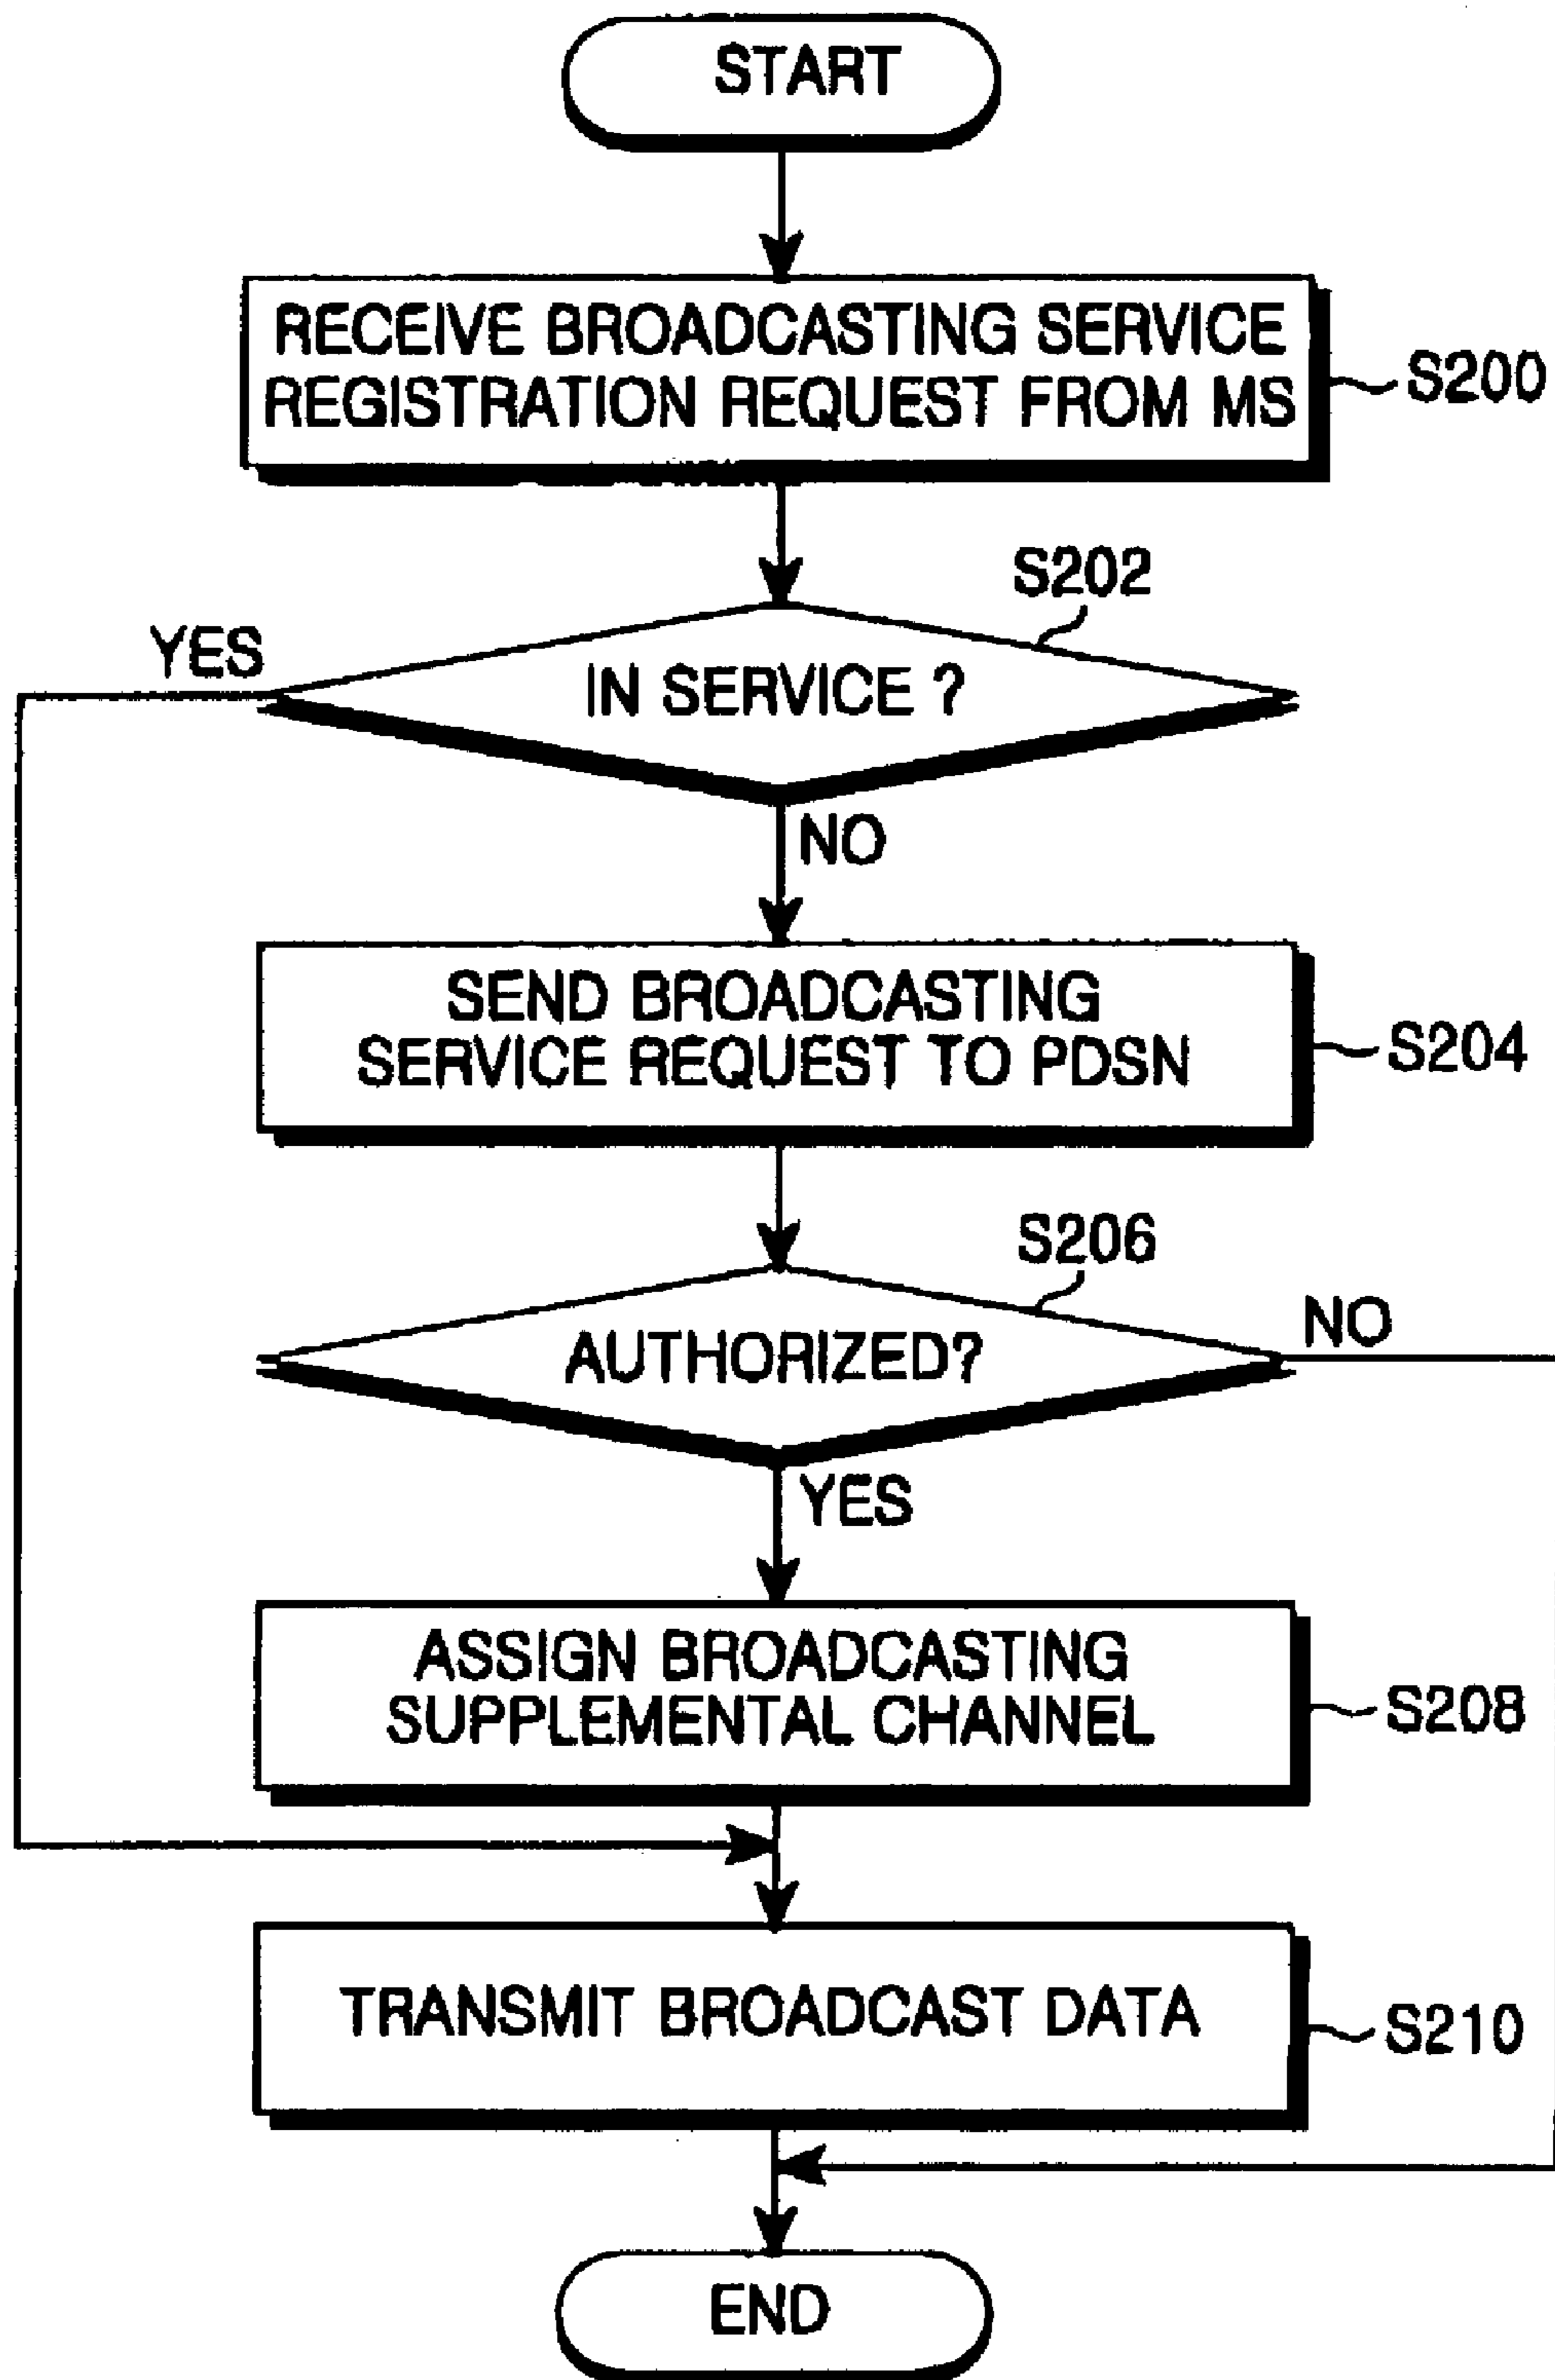 START
RECEIVE BROADCASTING SERVICE
REGISTRATION REQUEST FROM MS
S200
S202
YES
IN SERVICE ?
NO
SEND BROADCASTING
SERVICE REQUEST TO PDSN
S204
S206
NO
AUTHORIZED?
YES
ASSIGN BROADCASTING
SUPPLEMENTAL CHANNEL
S208
TRANSMIT BROADCAST DATA
S210
END